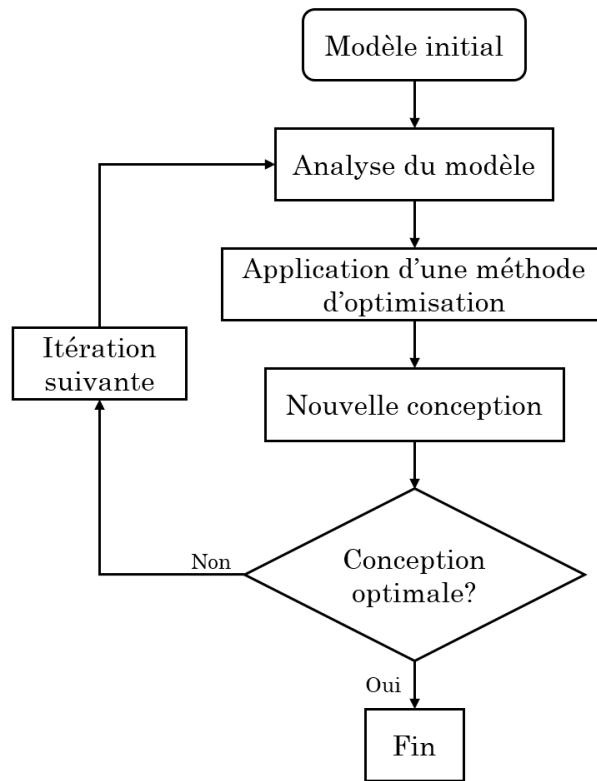 Modèle initial
Analyse du modèle
Application d'une méthode
d'optimisation
Itération
suivante
Nouvelle conception
Non
Conception
optimale?
Oui
Fin